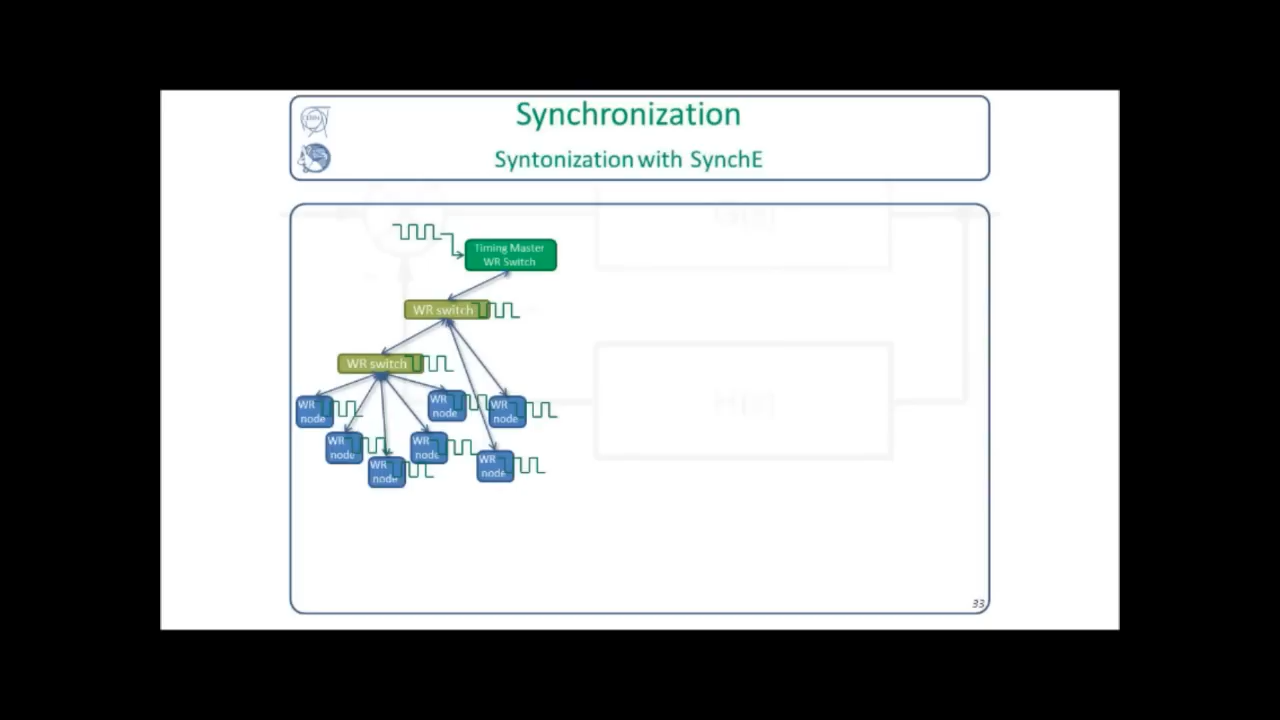 Synchronization
Syntonization with SynchE
Timing Master
WR Switch
WR switch
WR switch
WR
node
WR
node
WR
node
WR
node
WR
node
WR
node
WR
node
33